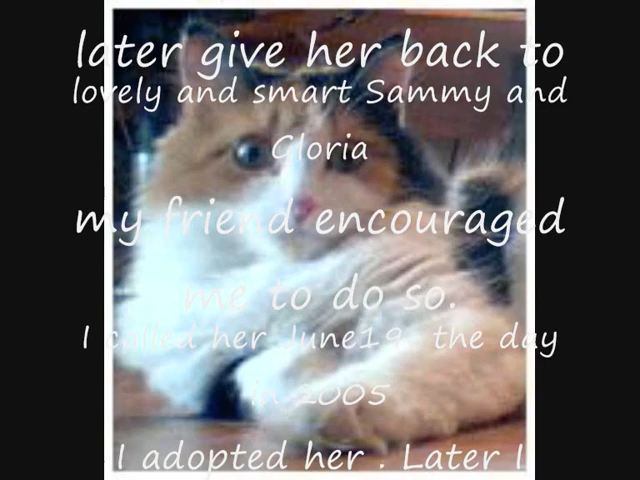 later give her back to
lovely and smart Sammy and
Gloria
my friend encouraged
me to do so.
I called her June19, the day
in 2005
I adopted her . Later I